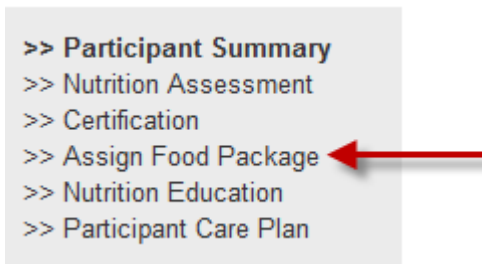 >> Participant Summary
>> Nutrition Assessment
>> Certification
>> Assign Food Package
>> Nutrition Education
>> Participant Care Plan